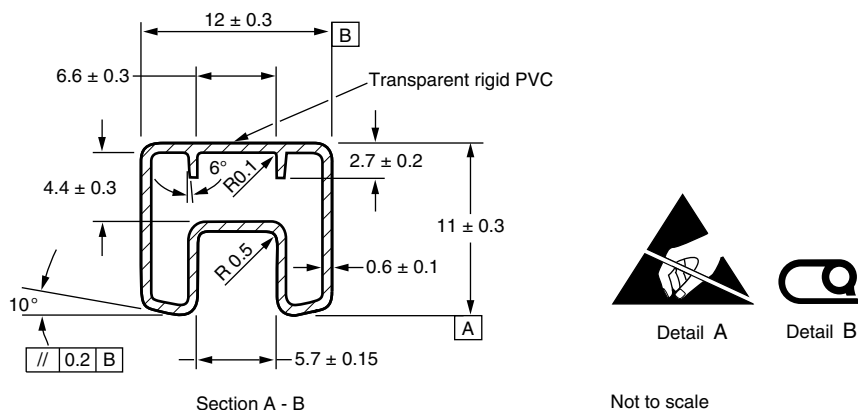 12 ± 0.3
B
6.6 ± 0.3
Transparent rigid PVC
6°
R0.1
2.7 ± 0.2
4.4 ± 0.3
11 ± 0.3
R 0.5
0.6 ± 0.1
10°
A
// 0.2 B
5.7 ± 0.15
Detail A
Detail B
Section A - B
Not to scale